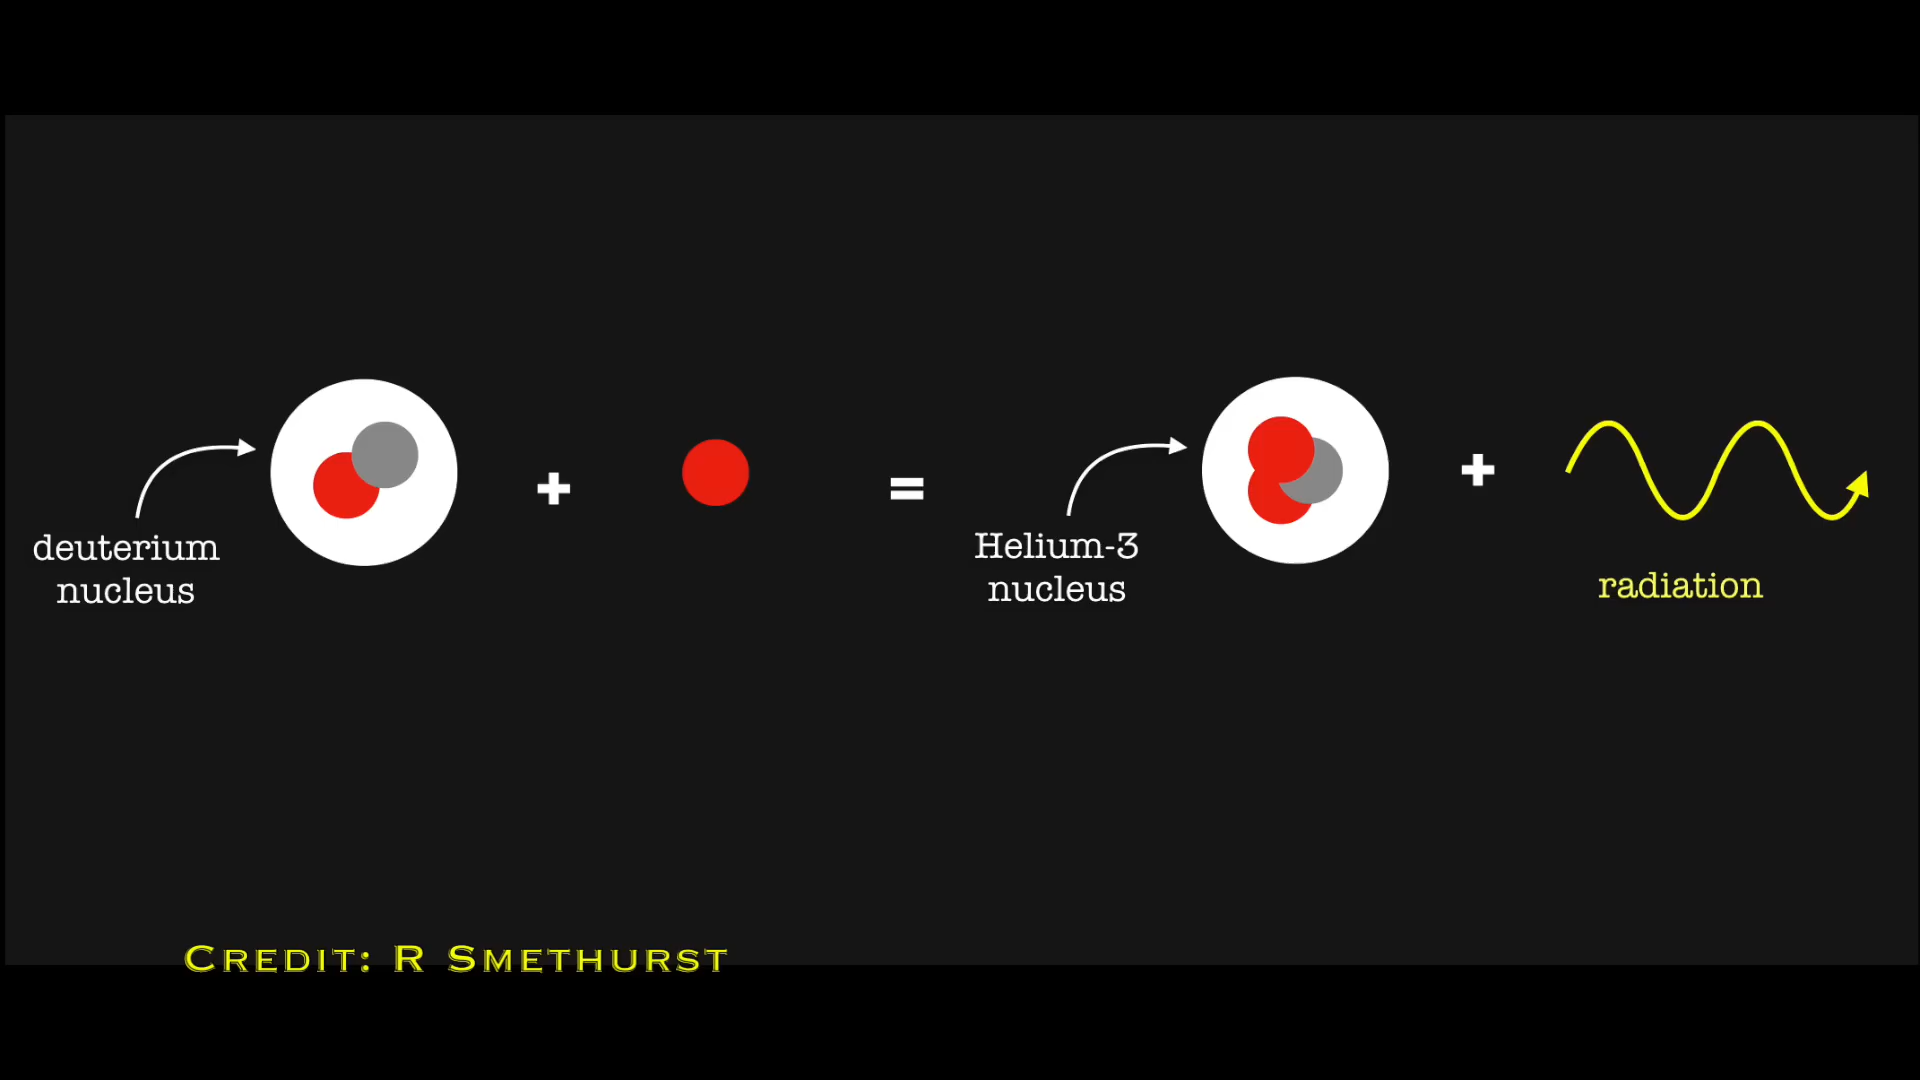 deuterium
nucleus
+
=
Helium-3
nucleus
+
radiation
Credit: R Smethurst